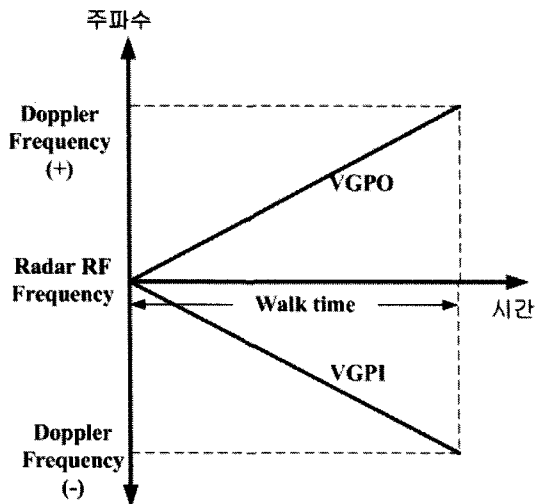 주파수
Doppler
Frequency
(+)
VGPO
Radar RF
Frequency
Walk time
시간
VGPI
Doppler
Frequency
(-)